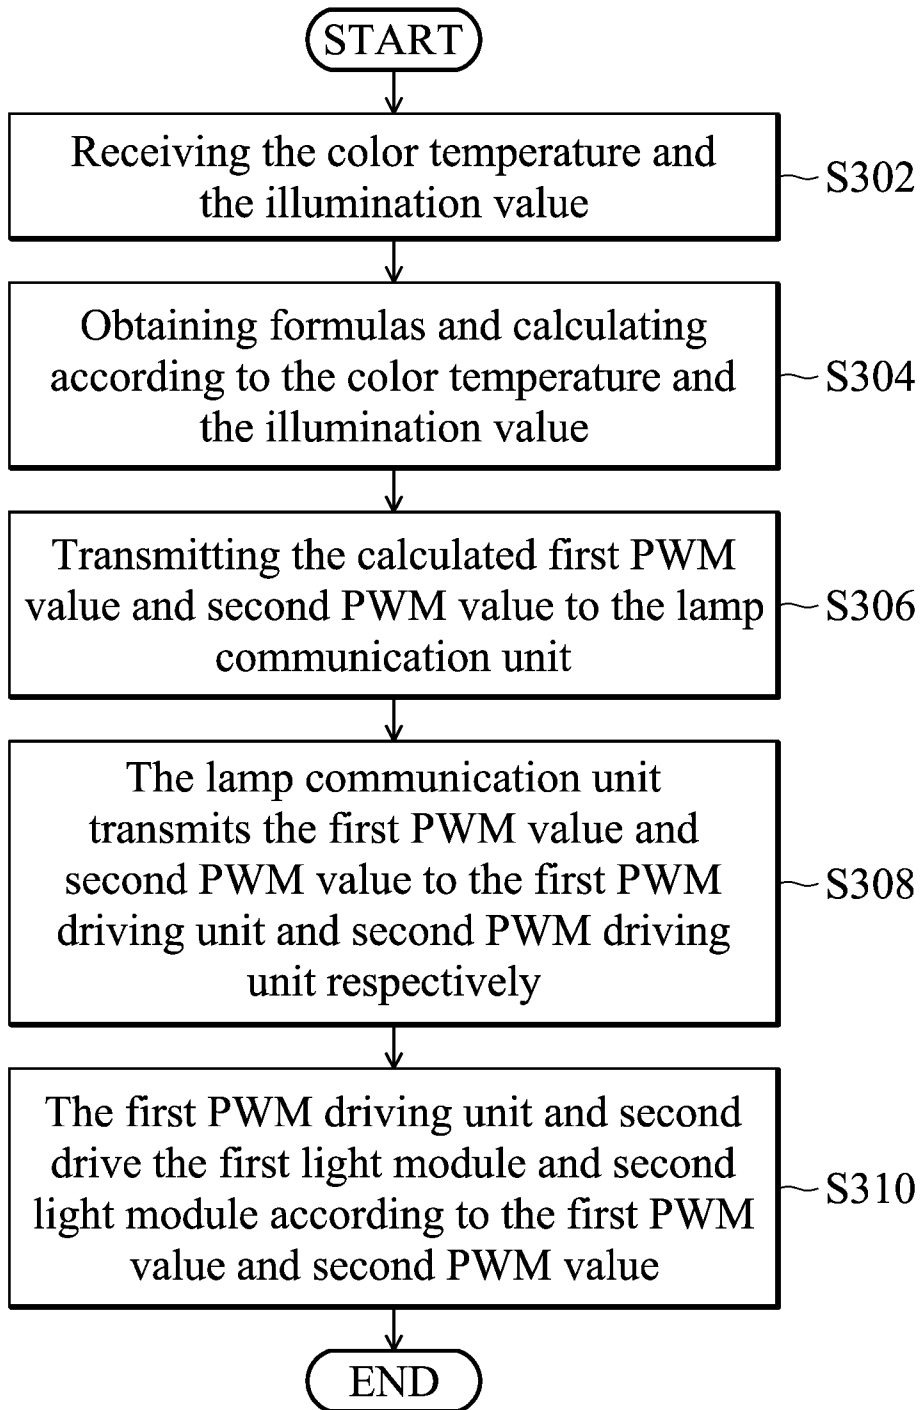 START
Receiving the color temperature and
the illumination value
S302
Obtaining formulas and calculating
according to the color temperature and
the illumination value
S304
Transmitting the calculated first PWM
value and second PWM value to the lamp
communication unit
S306
The lamp communication unit
transmits the first PWM value and
second PWM value to the first PWM
driving unit and second PWM driving
unit respectively
S308
The first PWM driving unit and second
drive the first light module and second
light module according to the first PWM
value and second PWM value
S310
END